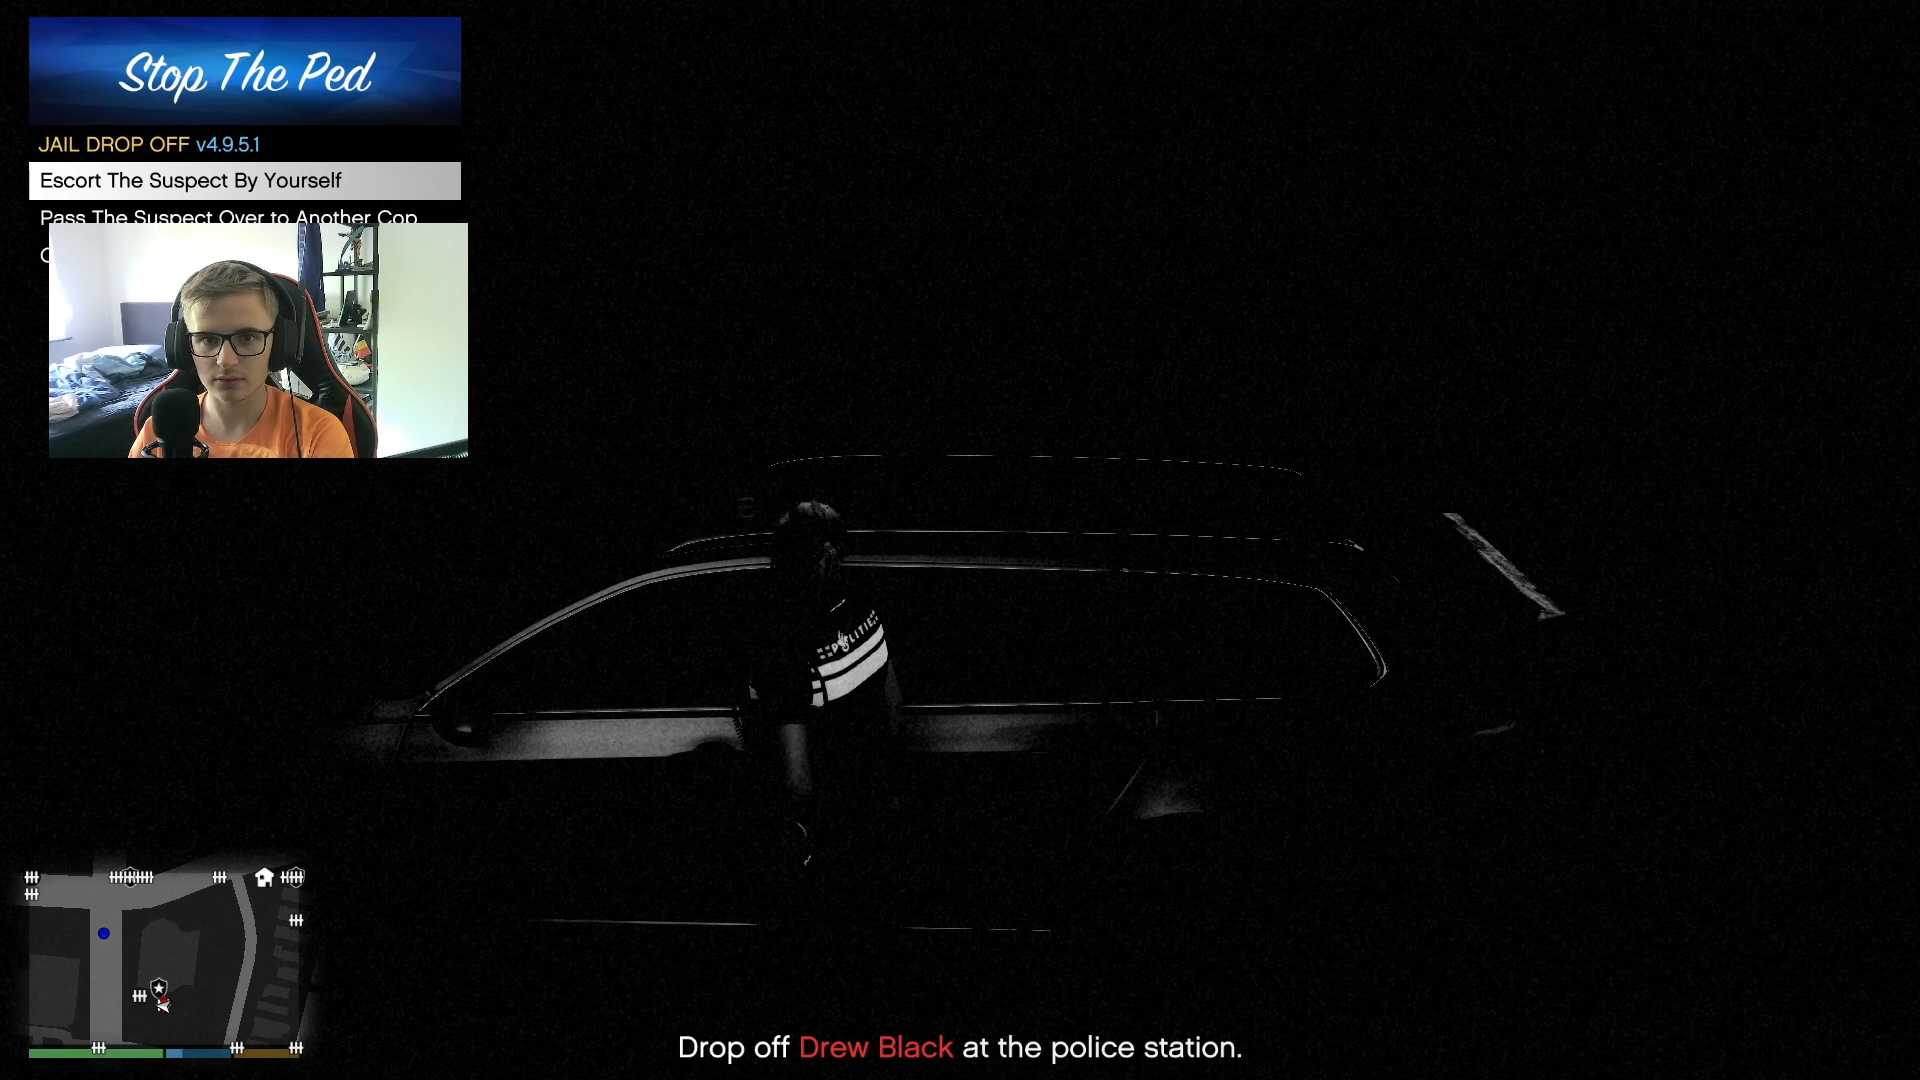 Stop The Ped
JAIL DROP OFF v4.9.5.1
Escort The Suspect By Yourself
Pass The Suspect Over to Another Cop
POLITIE
Drop off Drew Black at the police station.